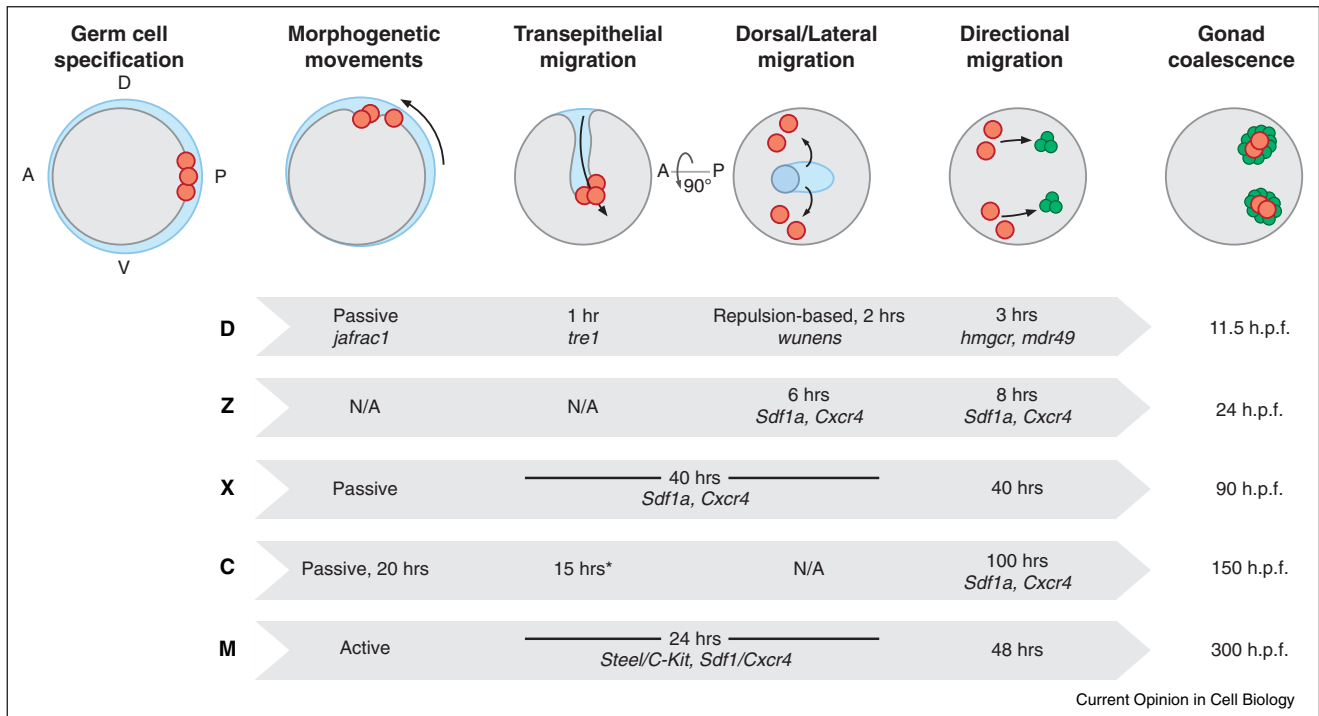 Germ cell
specification
Morphogenetic
movements
Transepithelial
migration
Dorsal/Lateral
migration
Directional
migration
Gonad
coalescence
D
A
P
V
A
P
90°
D
Passive
jafrac1
1 hr
tre1
Repulsion-based, 2 hrs
wunens
3 hrs
hmgcr, mdr49
11.5 h.p.f.
Z
N/A
N/A
6 hrs
Sdf1a, Cxcr4
8 hrs
Sdf1a, Cxcr4
24 h.p.f.
X
Passive
40 hrs
Sdf1a, Cxcr4
40 hrs
90 h.p.f.
C
Passive, 20 hrs
15 hrs*
N/A
100 hrs
Sdf1a, Cxcr4
150 h.p.f.
M
Active
24 hrs
Steel/C-Kit, Sdf1/Cxcr4
48 hrs
300 h.p.f.
Current Opinion in Cell Biology